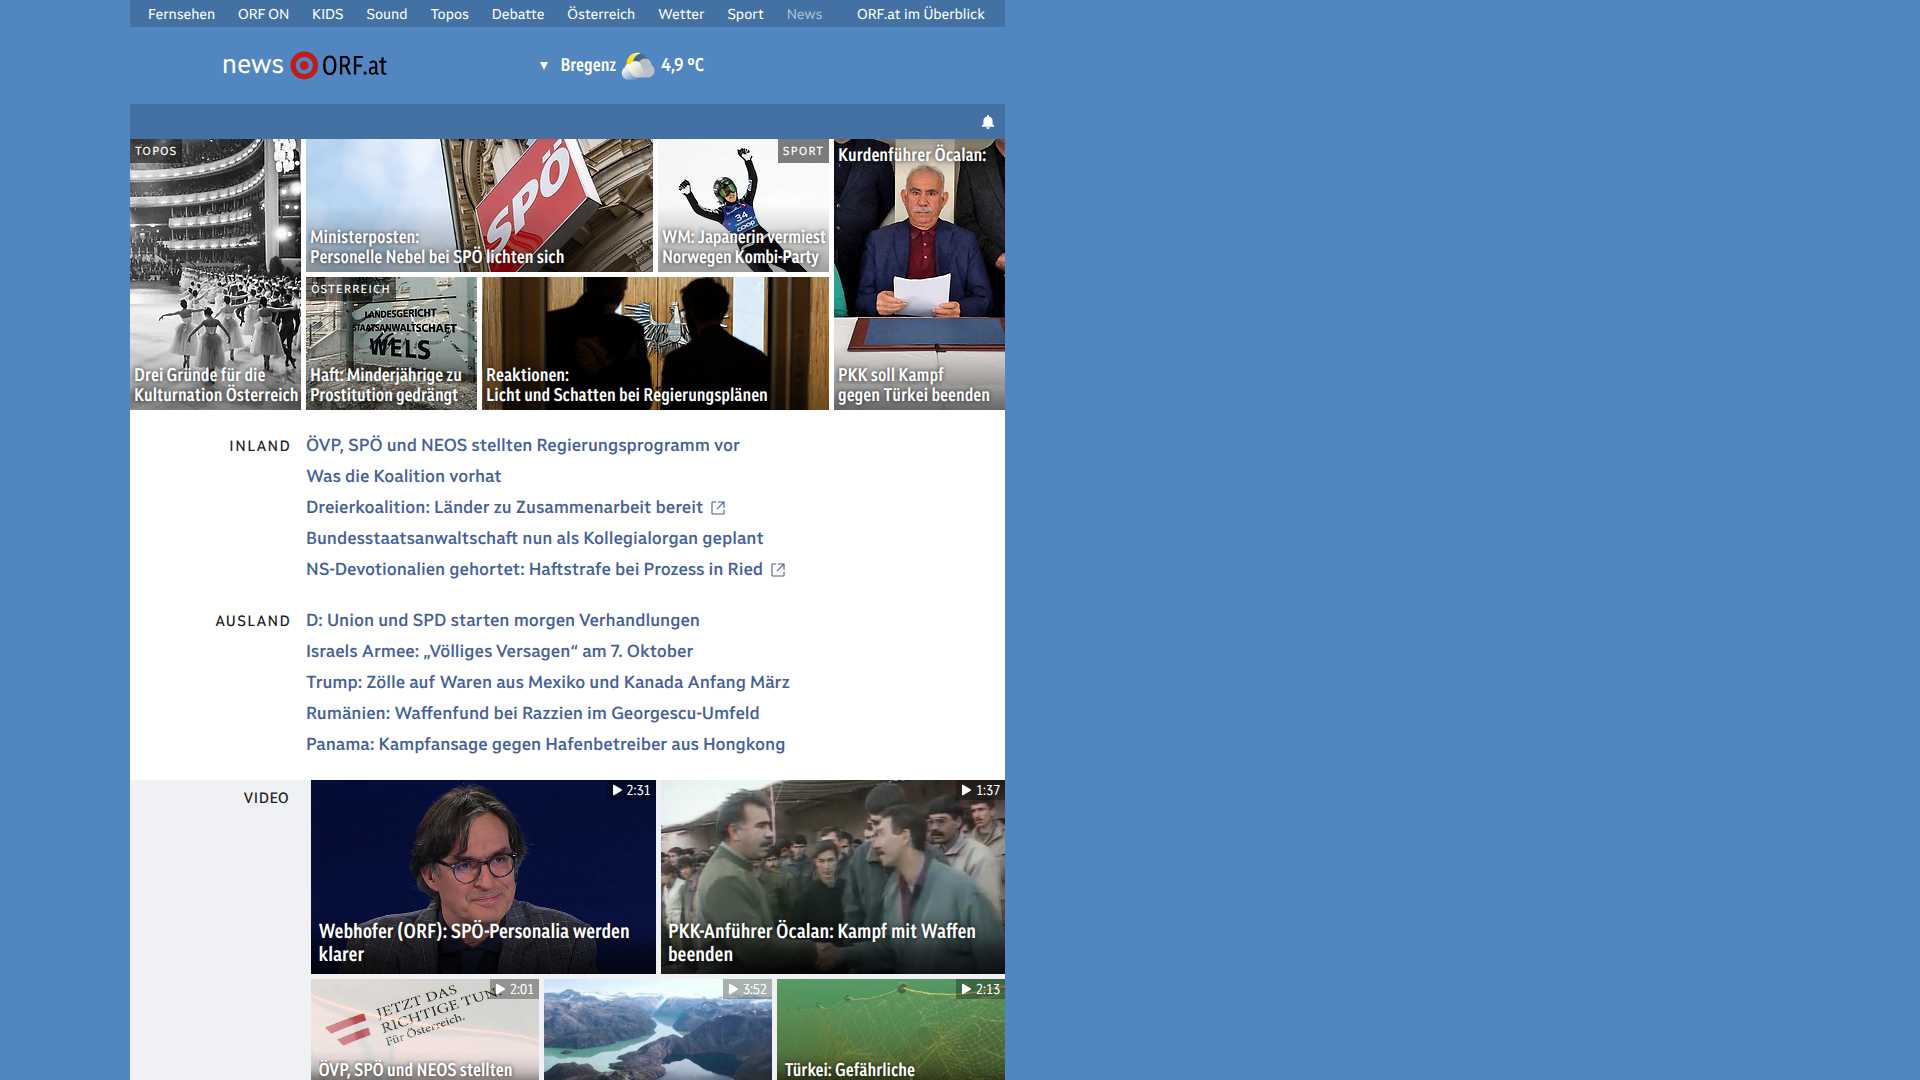 Fernsehen ORF ON KIDS Sound Topos Debatte Österreich Wetter Sport News ORF.at im Überblick
news ORF.at
Bregenz 4,9 °C
TOPOS
Drei Gründe für die
Kulturnation Österreich
SPÖ
Ministerposten:
Personelle Nebel bei SPÖ lichten sich
SPORT
34
coop
WM: Japanerin vermiest
Norwegen Kombi-Party
Kurdenführer Öcalan:
PKK soll Kampf
gegen Türkei beenden
ÖSTERREICH
LANDESGERICHT
STAATSANWALTSCHAFT
WELS
Haft: Minderjährige zu
Prostitution gedrängt
Reaktionen:
Licht und Schatten bei Regierungsplänen
INLAND
ÖVP, SPÖ und NEOS stellten Regierungsprogramm vor
Was die Koalition vorhat
Dreierkoalition: Länder zu Zusammenarbeit bereit
Bundesstaatsanwaltschaft nun als Kollegialorgan geplant
NS-Devotionalien gehortet: Haftstrafe bei Prozess in Ried
AUSLAND
D: Union und SPD starten morgen Verhandlungen
Israels Armee: „Völliges Versagen“ am 7. Oktober
Trump: Zölle auf Waren aus Mexiko und Kanada Anfang März
Rumänien: Waffenfund bei Razzien im Georgescu-Umfeld
Panama: Kampfansage gegen Hafenbetreiber aus Hongkong
VIDEO
2:31
Webhofer (ORF): SPÖ-Personalia werden
klarer
1:37
PKK-Anführer Öcalan: Kampf mit Waffen
beenden
2:01
JETZT DAS
RICHTIGE TUN.
Für Österreich.
ÖVP, SPÖ und NEOS stellten
3:52
2:13
Türkei: Gefährliche